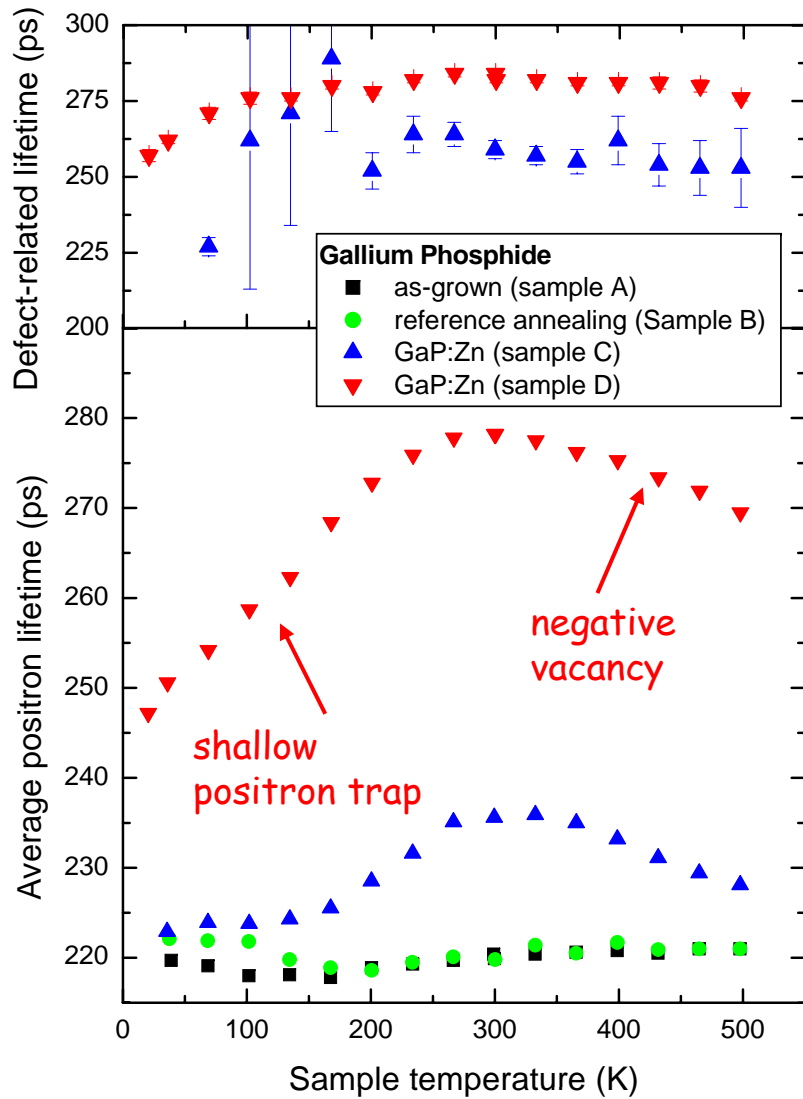 300
275
250
225
200
Defect-related lifetime (ps)
Gallium Phosphide
as-grown (sample A)
reference annealing (Sample B)
GaP:Zn (sample C)
GaP:Zn (sample D)
280
270
260
250
240
230
220
Average positron lifetime (ps)
negative
vacancy
shallow
positron trap
0 100 200 300 400 500
Sample temperature (K)